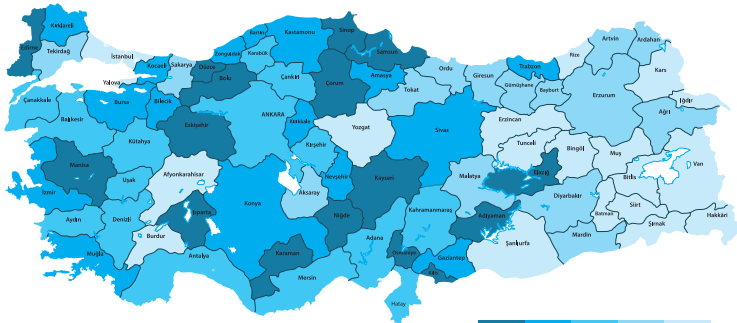 Kırklareli
Edirne
Tekirdağ
İstanbul
Yalova
Kocaeli
Sakarya
Düzce
Zonguldak
Bartın
Karabük
Kastamonu
Sinop
Samsun
Bolu
Çankırı
Çorum
Amasya
Ordu
Tokat
Giresun
Trabzon
Gümüşhane
Bayburt
Rize
Artvin
Ardahan
Kars
Iğdır
Ağrı
Erzurum
Erzincan
Çanakkale
Balıkesir
Bursa
Bilecik
Eskişehir
Kütahya
ANKARA
Kırıkkale
Kırşehir
Yozgat
Sivas
Tunceli
Bingöl
Muş
Van
Bitlis
Manisa
Uşak
Afyonkarahisar
İzmir
Aydın
Denizli
Isparta
Burdur
Muğla
Antalya
Konya
Aksaray
Nevşehir
Kayseri
Niğde
Karaman
Mersin
Adana
Kahramanmaraş
Malatya
Elazığ
Adıyaman
Diyarbakır
Batman
Siirt
Şırnak
Hakkâri
Mardin
Şanlıurfa
Gaziantep
Osmaniye
Kilis
Hatay